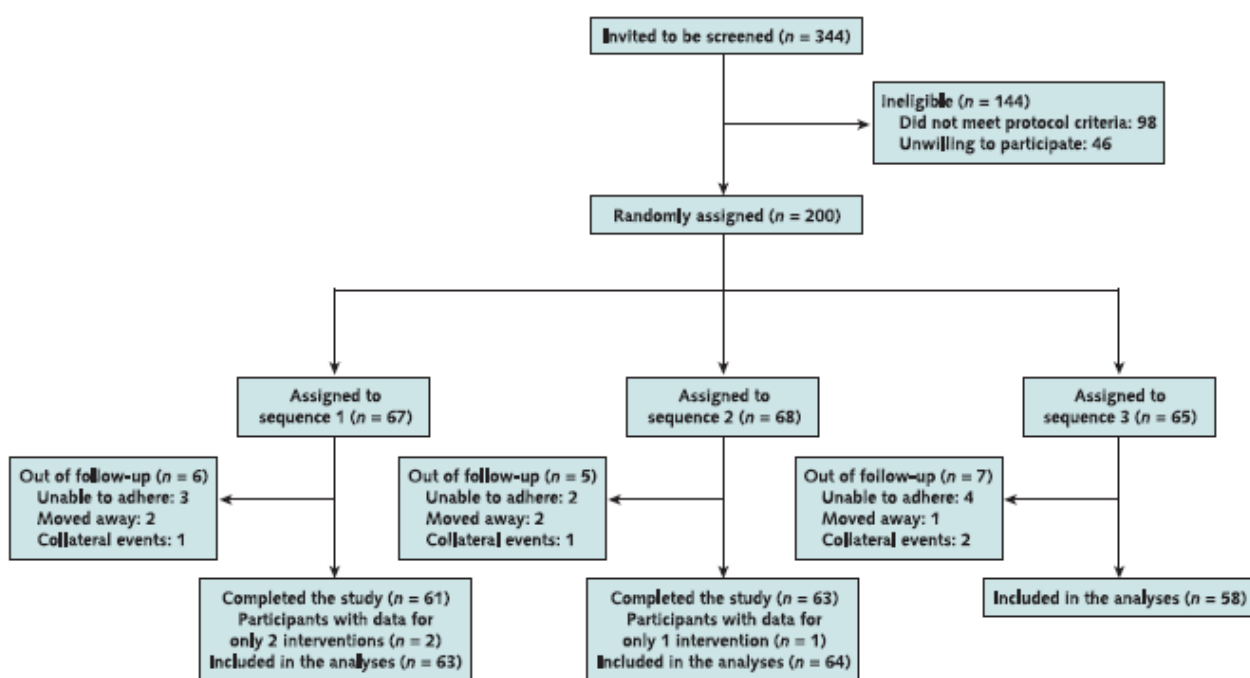 Invited to be screened (n = 344)
Ineligible (n = 144)
Did not meet protocol criteria: 98
Unwilling to participate: 46
Randomly assigned (n = 200)
Assigned to
sequence 1 (n = 67)
Assigned to
sequence 2 (n = 68)
Assigned to
sequence 3 (n = 65)
Out of follow-up (n = 6)
Unable to adhere: 3
Moved away: 2
Collateral events: 1
Out of follow-up (n = 5)
Unable to adhere: 2
Moved away: 2
Collateral events: 1
Out of follow-up (n = 7)
Unable to adhere: 4
Moved away: 1
Collateral events: 2
Completed the study (n = 61)
Participants with data for
only 2 interventions (n = 2)
Included in the analyses (n = 63)
Completed the study (n = 63)
Participants with data for
only 1 intervention (n = 1)
Included in the analyses (n = 64)
Included in the analyses (n = 58)